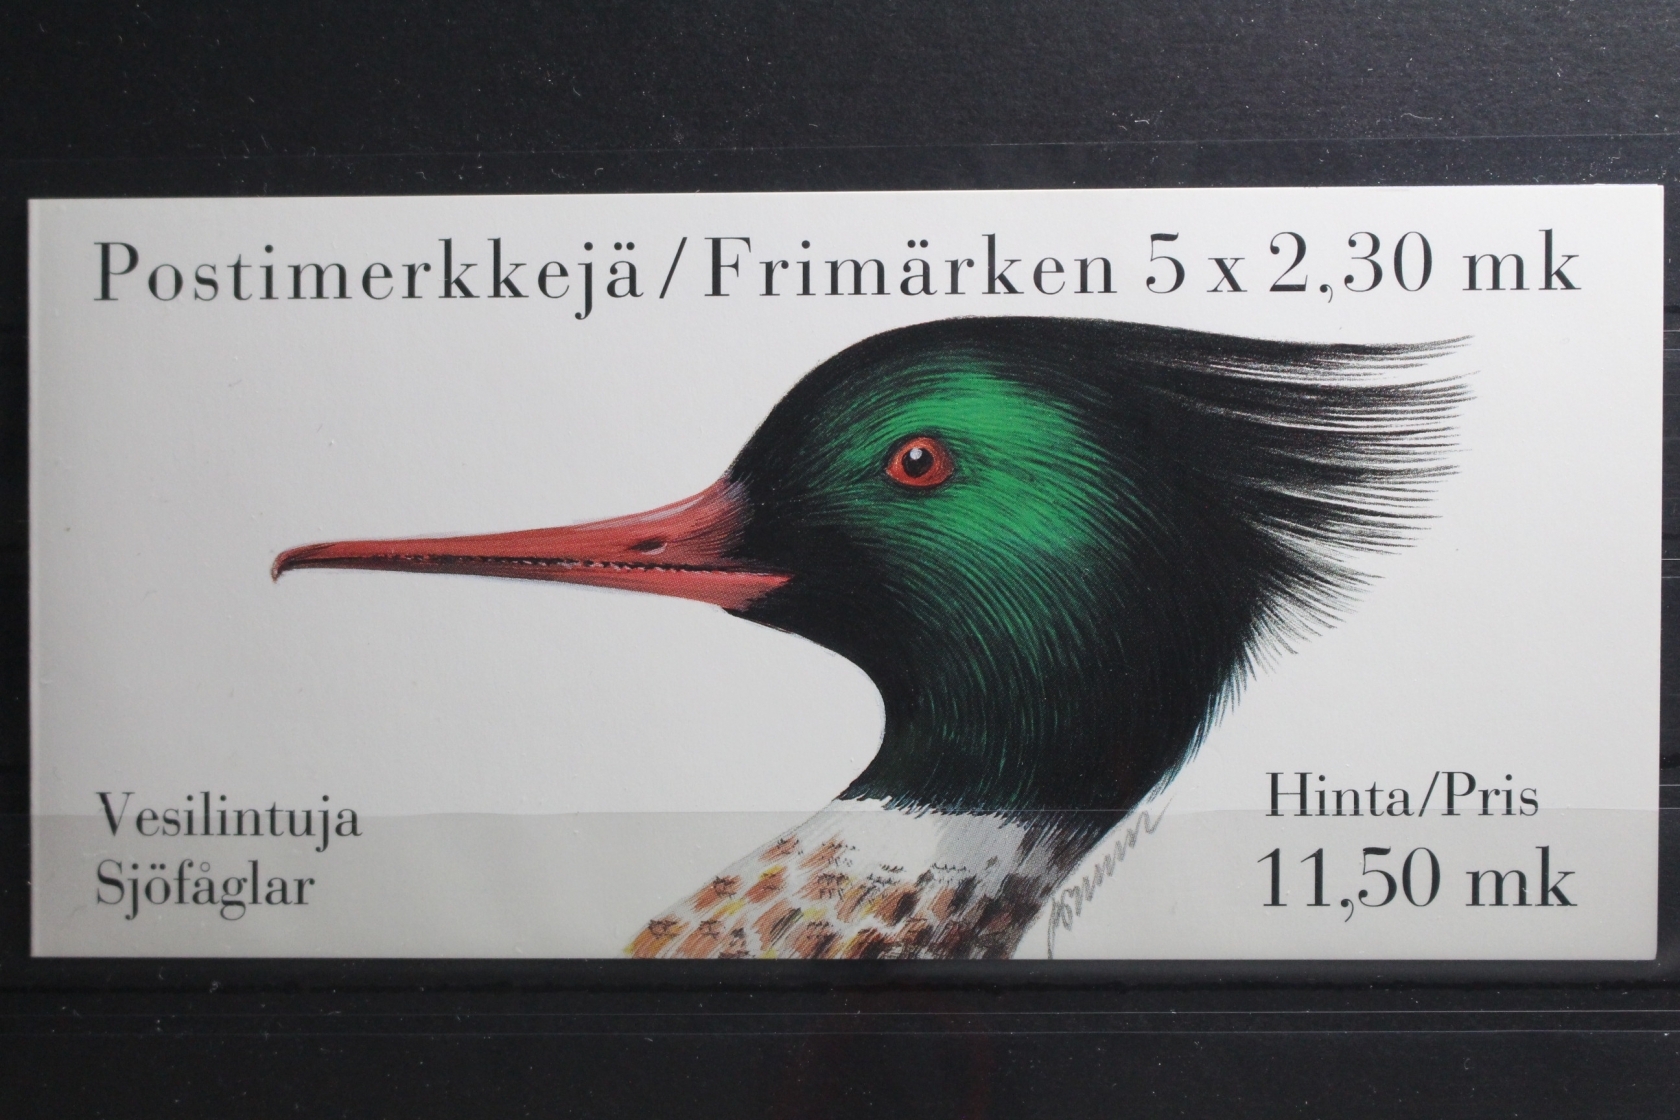 Postimerkkejä/Frimärken 5 x 2,30 mk
Vesilintuja
Sjöfåglar
Hinta/Pris
11,50 mk